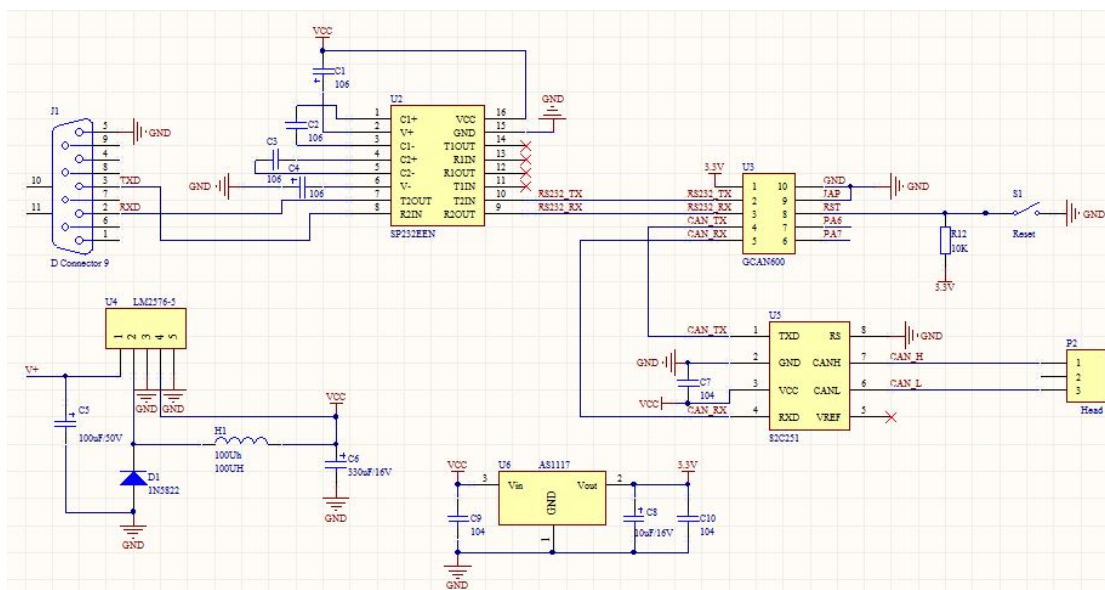 VCC
C1
106
J1
5
9
4
8
3
7
2
6
1
10
11
GND
TXD
RXD
D Connector 9
C2
106
C3
106
C4
106
GND
U2
1 C1+ VCC 16
2 V+ GND 15
3 C1- T1OUT 14
4 C2+ R1IN 13
5 C2- R1OUT 12
6 V- T1IN 11
7 T2OUT T2IN 10
8 R2IN R2OUT 9
SP232EEN
GND
RS232_TX
RS232_RX
U3
3.3V
RS232_TX
RS232_RX
CAN_TX
CAN_RX
1 10
2 9
3 8
4 7
5 6
GND
JAP
RST
PA6
PA7
GCAN600
GND
S1
Reset
GND
R12
10K
3.3V
U4 LM2576-5
1 2 3 4 5
V+
GND GND
C5
100uF/50V
D1
1N5822
GND
H1
100Uh
100UH
VCC
C6
330uF/16V
GND
U5
CAN_TX 1 TXD RS 8 GND
GND 2 GND CANH 7 CAN_H
3 VCC CANL 6 CAN_L
CAN_RX 4 RXD VREF 5
C7
104
VCC
82C251
P2
1
2
3
Head
VCC
U6 AS1117
3 Vin Vout 2
GND
1
3.3V
C9
104
C8
10uF/16V
C10
104
GND